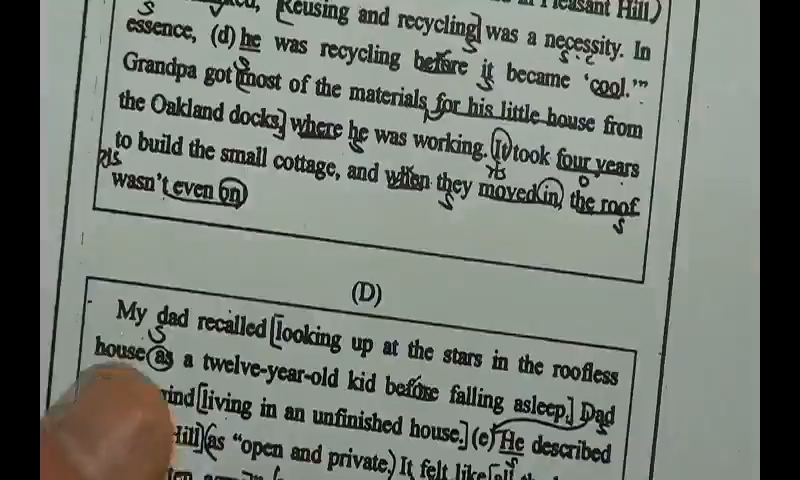 Pleasant Hill)
[Reusing and recycling] was a necessity. In
essence, (d) he was recycling before it became ‘cool.’”
Grandpa got [most of the materials for his little house from
the Oakland docks] where he was working. It took four years
to build the small cottage, and when they moved in, the roof
wasn't even on
(D)
My dad recalled [looking up at the stars in the roofless
house as a twelve-year-old kid before falling asleep.] Dad
[living in an unfinished house.] (e) He described
(as “open and private.) It felt like